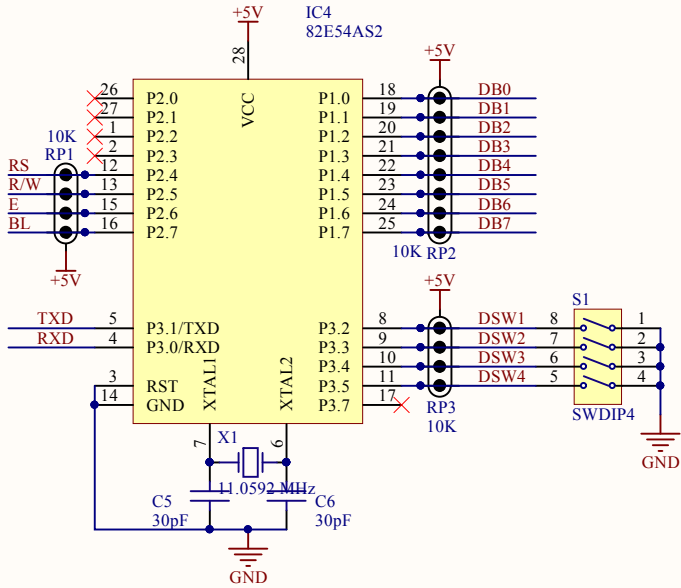 +5V
IC4
82E54AS2
28
VCC
+5V
26 P2.0 P1.0 18 DB0
27 P2.1 P1.1 19 DB1
1 P2.2 P1.2 20 DB2
2 P2.3 P1.3 21 DB3
10K
RP1
RS 12 P2.4 P1.4 22 DB4
R/W 13 P2.5 P1.5 23 DB5
E 15 P2.6 P1.6 24 DB6
BL 16 P2.7 P1.7 25 DB7
10K RP2
+5V
+5V
S1
TXD 5 P3.1/TXD P3.2 8 DSW1 8 1
RXD 4 P3.0/RXD P3.3 9 DSW2 7 2
P3.4 10 DSW3 6 3
3 RST P3.5 11 DSW4 5 4
14 GND P3.7 17
XTAL1
XTAL2
RP3
10K
SWDIP4
GND
7
X1
6
11.0592 MHz
C5
30pF
C6
30pF
GND